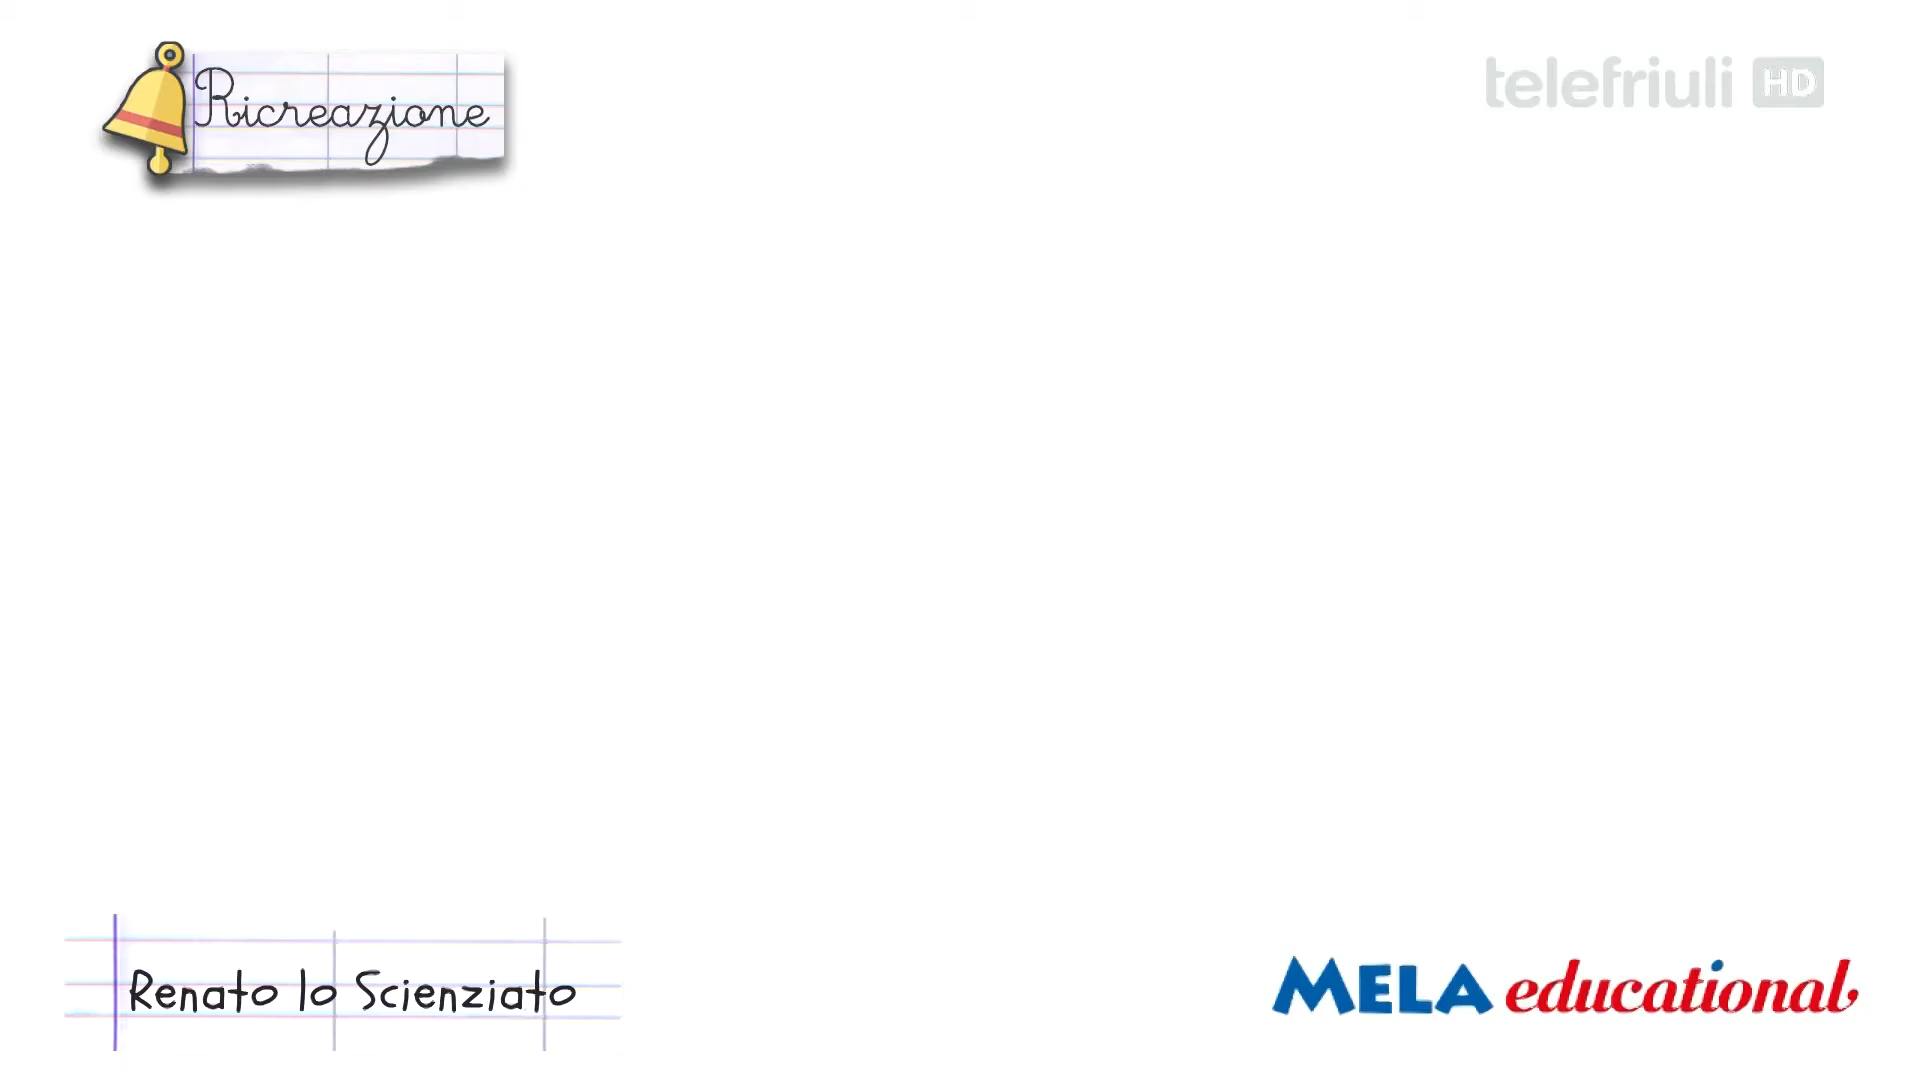 Ricreazione
telefriuli HD
Renato lo Scienziato
MELA educational